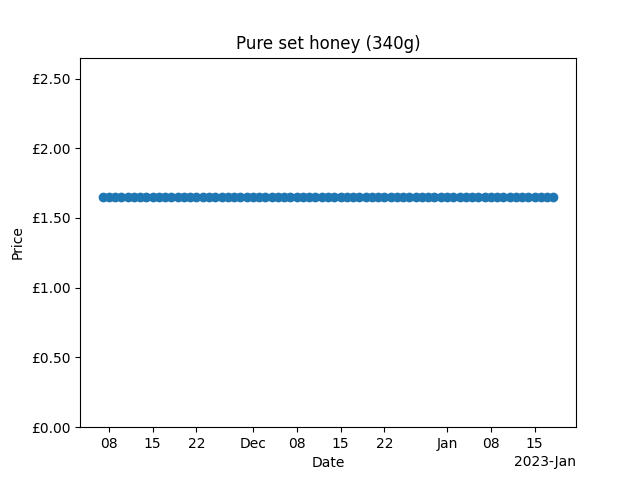 Pure set honey (340g)
£2.50
£2.00
£1.50
£1.00
£0.50
£0.00
Price
08 15 22 Dec 08 15 22 Jan 08 15
Date
2023-Jan